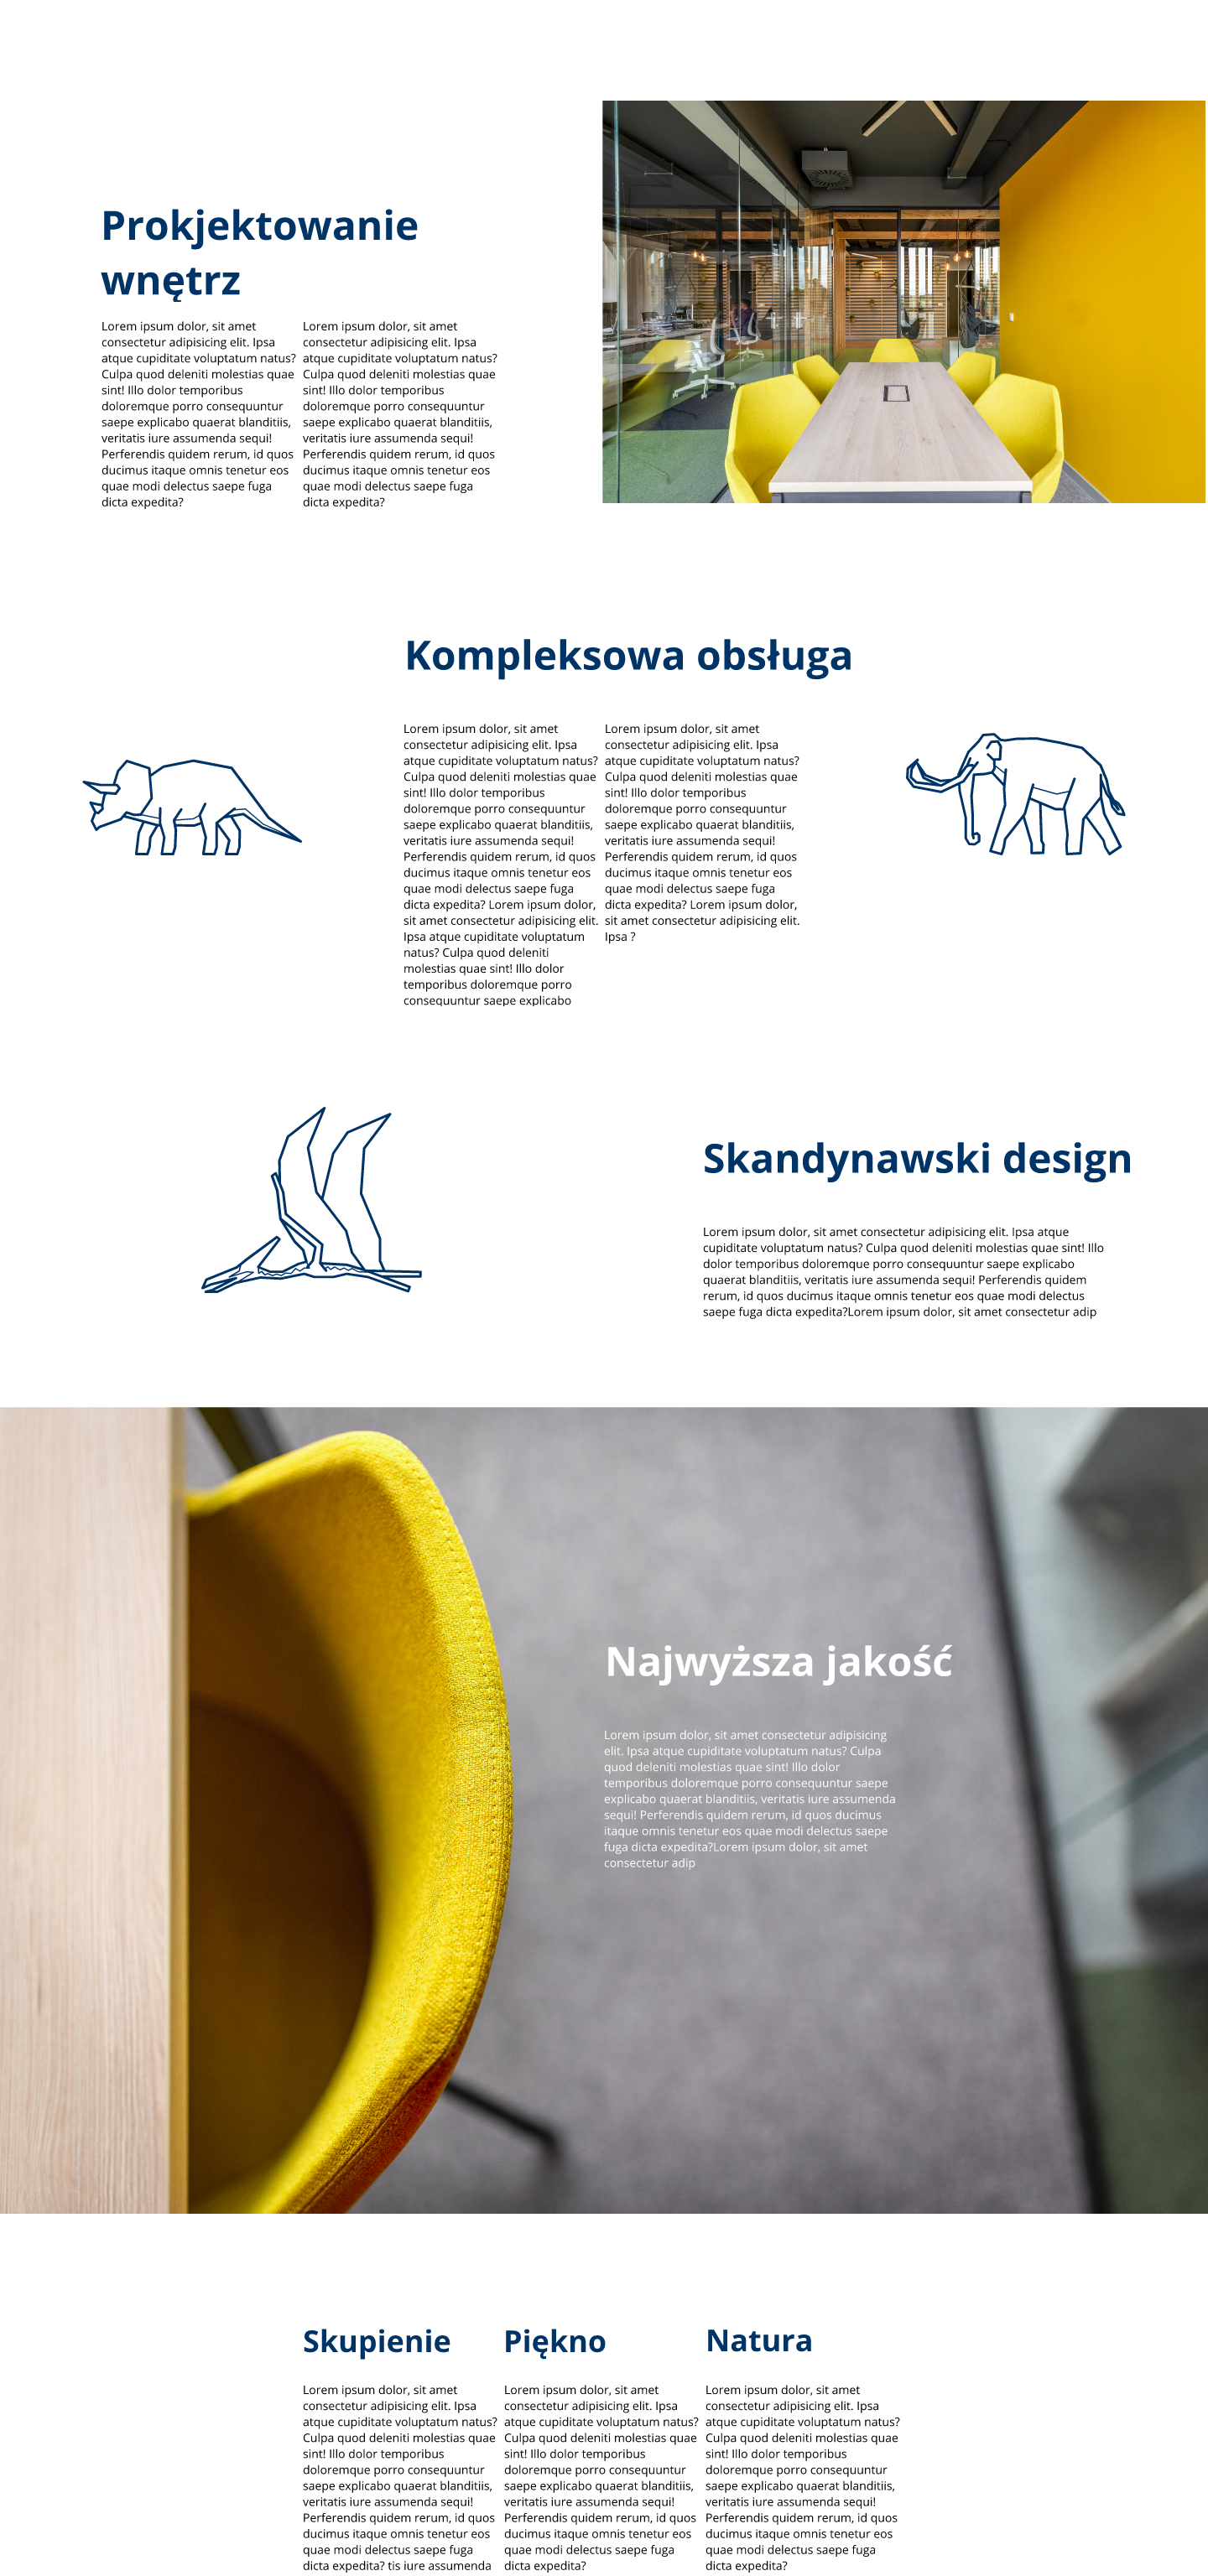 Prokjektowanie
wnętrz
Lorem ipsum dolor, sit amet
consectetur adipisicing elit. Ipsa
atque cupiditate voluptatum natus?
Culpa quod deleniti molestias quae
sint! Illo dolor temporibus
doloremque porro consequuntur
saepe explicabo quaerat blanditiis,
veritatis iure assumenda sequi!
Perferendis quidem rerum, id quos
ducimus itaque omnis tenetur eos
quae modi delectus saepe fuga
dicta expedita?
Lorem ipsum dolor, sit amet
consectetur adipisicing elit. Ipsa
atque cupiditate voluptatum natus?
Culpa quod deleniti molestias quae
sint! Illo dolor temporibus
doloremque porro consequuntur
saepe explicabo quaerat blanditiis,
veritatis iure assumenda sequi!
Perferendis quidem rerum, id quos
ducimus itaque omnis tenetur eos
quae modi delectus saepe fuga
dicta expedita?
Kompleksowa obsługa
Lorem ipsum dolor, sit amet
consectetur adipisicing elit. Ipsa
atque cupiditate voluptatum natus?
Culpa quod deleniti molestias quae
sint! Illo dolor temporibus
doloremque porro consequuntur
saepe explicabo quaerat blanditiis,
veritatis iure assumenda sequi!
Perferendis quidem rerum, id quos
ducimus itaque omnis tenetur eos
quae modi delectus saepe fuga
dicta expedita? Lorem ipsum dolor,
sit amet consectetur adipisicing elit.
Ipsa atque cupiditate voluptatum
natus? Culpa quod deleniti
molestias quae sint! Illo dolor
temporibus doloremque porro
consequuntur saepe explicabo
Lorem ipsum dolor, sit amet
consectetur adipisicing elit. Ipsa
atque cupiditate voluptatum natus?
Culpa quod deleniti molestias quae
sint! Illo dolor temporibus
doloremque porro consequuntur
saepe explicabo quaerat blanditiis,
veritatis iure assumenda sequi!
Perferendis quidem rerum, id quos
ducimus itaque omnis tenetur eos
quae modi delectus saepe fuga
dicta expedita? Lorem ipsum dolor,
sit amet consectetur adipisicing elit.
Ipsa ?
Skandynawski design
Lorem ipsum dolor, sit amet consectetur adipisicing elit. Ipsa atque
cupiditate voluptatum natus? Culpa quod deleniti molestias quae sint! Illo
dolor temporibus doloremque porro consequuntur saepe explicabo
quaerat blanditiis, veritatis iure assumenda sequi! Perferendis quidem
rerum, id quos ducimus itaque omnis tenetur eos quae modi delectus
saepe fuga dicta expedita?Lorem ipsum dolor, sit amet consectetur adip
Najwyższa jakość
Lorem ipsum dolor, sit amet consectetur adipisicing
elit. Ipsa atque cupiditate voluptatum natus? Culpa
quod deleniti molestias quae sint! Illo dolor
temporibus doloremque porro consequuntur saepe
explicabo quaerat blanditiis, veritatis iure assumenda
sequi! Perferendis quidem rerum, id quos ducimus
itaque omnis tenetur eos quae modi delectus saepe
fuga dicta expedita?Lorem ipsum dolor, sit amet
consectetur adip
Skupienie
Lorem ipsum dolor, sit amet
consectetur adipisicing elit. Ipsa
atque cupiditate voluptatum natus?
Culpa quod deleniti molestias quae
sint! Illo dolor temporibus
doloremque porro consequuntur
saepe explicabo quaerat blanditiis,
veritatis iure assumenda sequi!
Perferendis quidem rerum, id quos
ducimus itaque omnis tenetur eos
quae modi delectus saepe fuga
dicta expedita? tis iure assumenda
Piękno
Lorem ipsum dolor, sit amet
consectetur adipisicing elit. Ipsa
atque cupiditate voluptatum natus?
Culpa quod deleniti molestias quae
sint! Illo dolor temporibus
doloremque porro consequuntur
saepe explicabo quaerat blanditiis,
veritatis iure assumenda sequi!
Perferendis quidem rerum, id quos
ducimus itaque omnis tenetur eos
quae modi delectus saepe fuga
dicta expedita?
Natura
Lorem ipsum dolor, sit amet
consectetur adipisicing elit. Ipsa
atque cupiditate voluptatum natus?
Culpa quod deleniti molestias quae
sint! Illo dolor temporibus
doloremque porro consequuntur
saepe explicabo quaerat blanditiis,
veritatis iure assumenda sequi!
Perferendis quidem rerum, id quos
ducimus itaque omnis tenetur eos
quae modi delectus saepe fuga
dicta expedita?